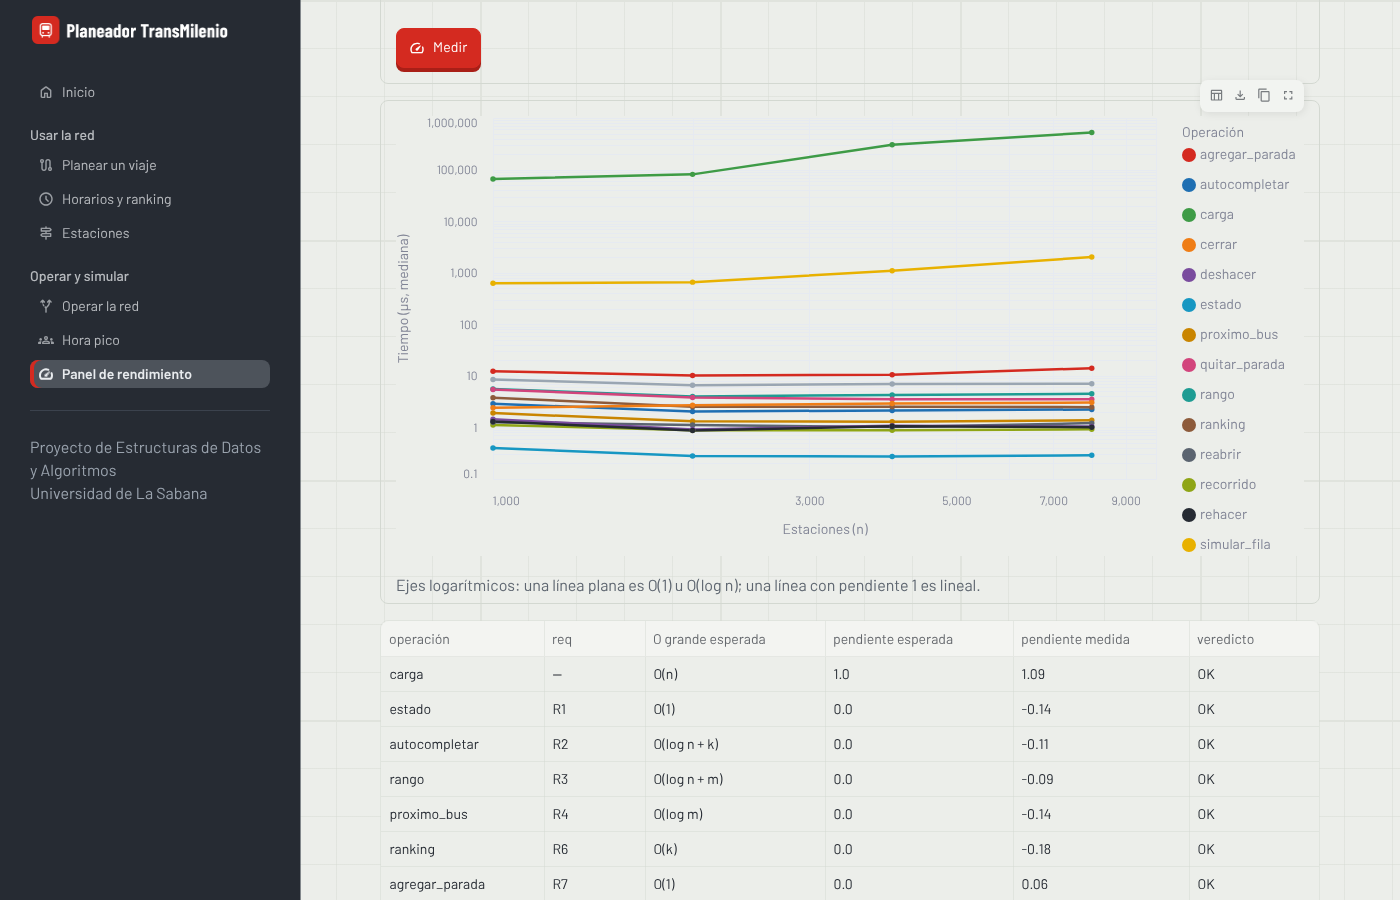 Planeador TransMilenio
Inicio
Usar la red
Planear un viaje
Horarios y ranking
Estaciones
Operar y simular
Operar la red
Hora pico
Panel de rendimiento
Proyecto de Estructuras de Datos
y Algoritmos
Universidad de La Sabana
Medir
1,000,000
100,000
10,000
1,000
100
10
1
0.1
Tiempo (µs, mediana)
1,000
3,000
5,000
7,000
9,000
Estaciones (n)
Operación
agregar_parada
autocompletar
carga
cerrar
deshacer
estado
proximo_bus
quitar_parada
rango
ranking
reabrir
recorrido
rehacer
simular_fila
Ejes logarítmicos: una línea plana es O(1) u O(log n); una línea con pendiente 1 es lineal.
operación req O grande esperada pendiente esperada pendiente medida veredicto
carga — O(n) 1.0 1.09 OK
estado R1 O(1) 0.0 -0.14 OK
autocompletar R2 O(log n + k) 0.0 -0.11 OK
rango R3 O(log n + m) 0.0 -0.09 OK
proximo_bus R4 O(log m) 0.0 -0.14 OK
ranking R6 O(k) 0.0 -0.18 OK
agregar_parada R7 O(1) 0.0 0.06 OK